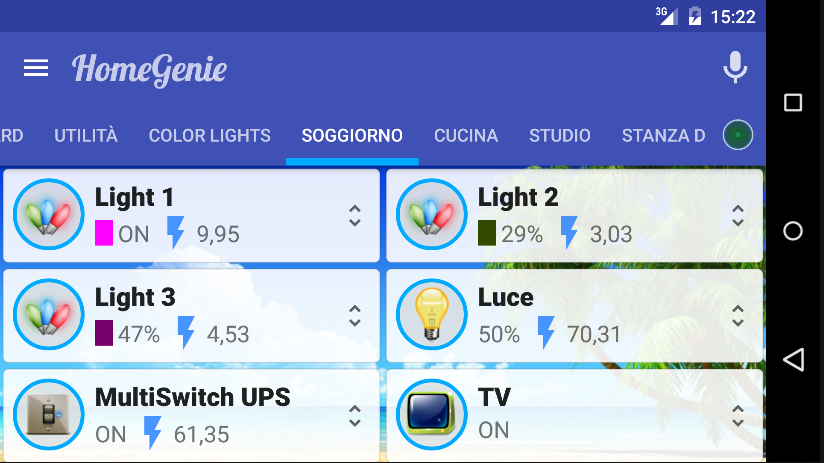 3G 15:22
HomeGenie
RD UTILITÀ COLOR LIGHTS SOGGIORNO CUCINA STUDIO STANZA D
Light 1
ON 9,95
Light 2
29% 3,03
Light 3
47% 4,53
Luce
50% 70,31
MultiSwitch UPS
ON 61,35
TV
ON